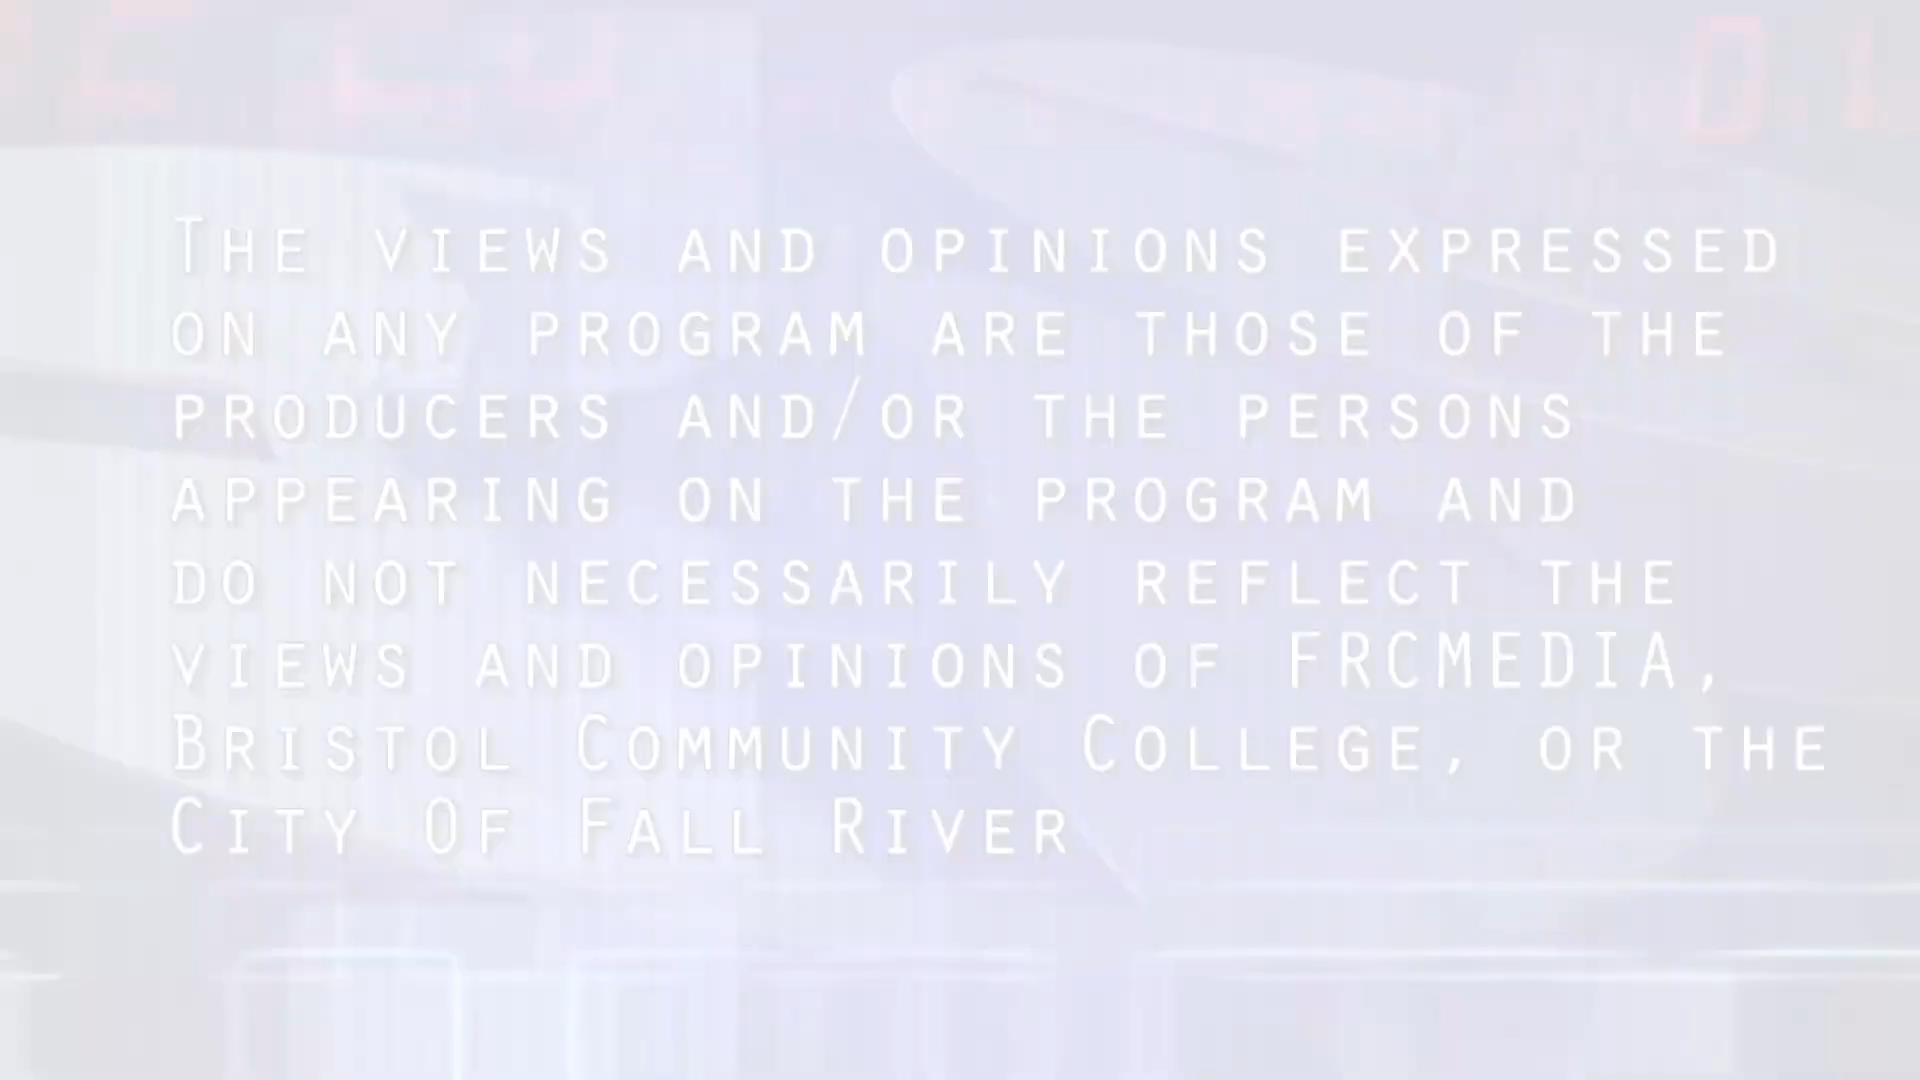 The views and opinions expressed
on any program are those of the
producers and/or the persons
appearing on the program and
do not necessarily reflect the
views and opinions of FRCMEDIA,
Bristol Community College, or the
City Of Fall River